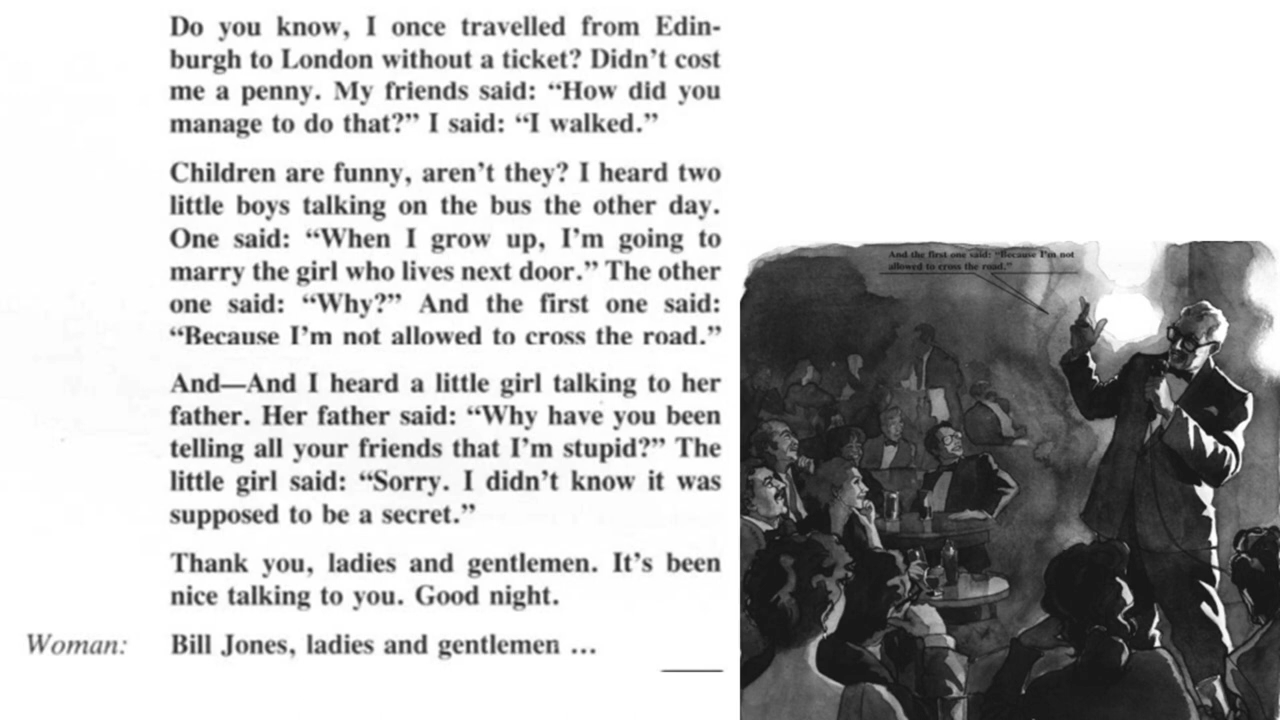 Do you know, I once travelled from Edin-
burgh to London without a ticket? Didn't cost
me a penny. My friends said: "How did you
manage to do that?" I said: "I walked."
Children are funny, aren't they? I heard two
little boys talking on the bus the other day.
One said: "When I grow up, I'm going to
marry the girl who lives next door." The other
one said: "Why?" And the first one said:
"Because I'm not allowed to cross the road."
And—And I heard a little girl talking to her
father. Her father said: "Why have you been
telling all your friends that I'm stupid?" The
little girl said: "Sorry. I didn't know it was
supposed to be a secret."
Thank you, ladies and gentlemen. It's been
nice talking to you. Good night.
Woman: Bill Jones, ladies and gentlemen ...
And the first one said: "Because I'm not
allowed to cross the road."